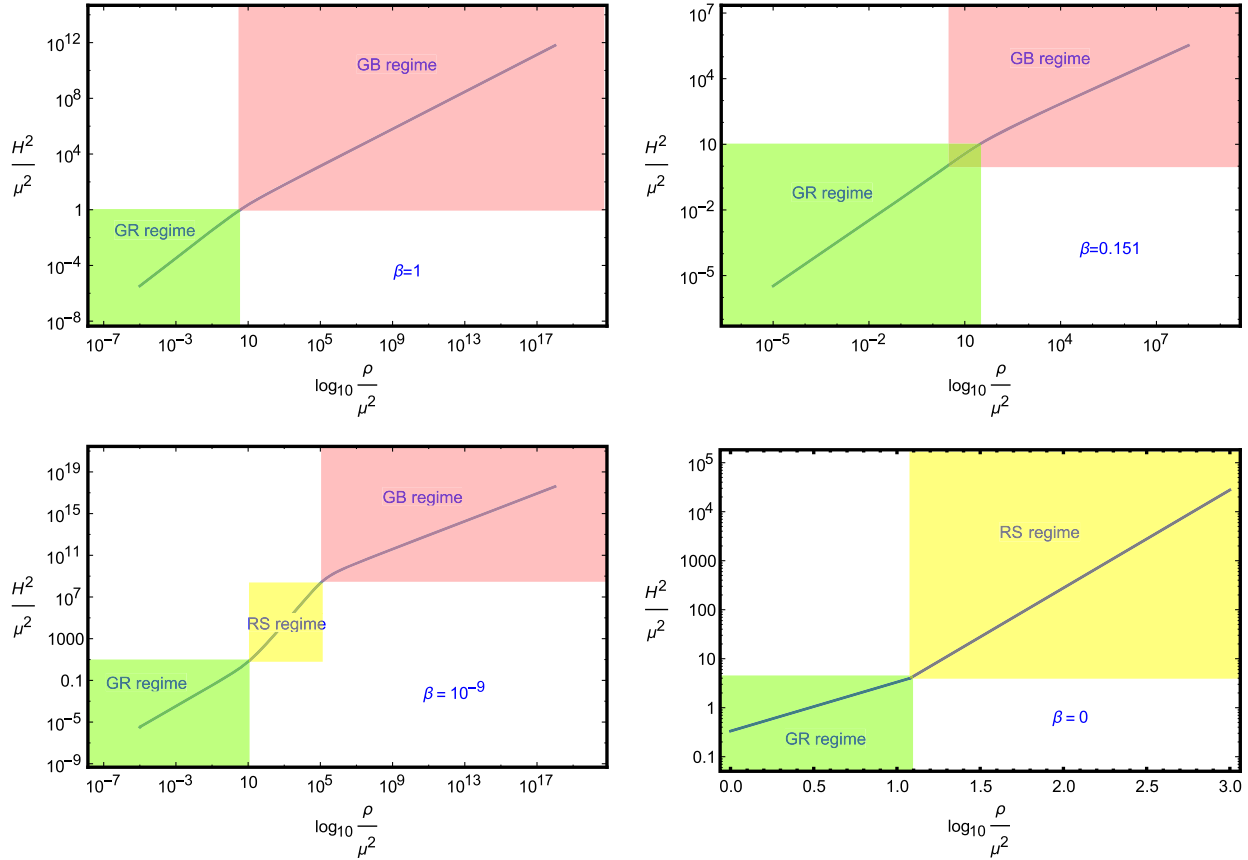 10^12
10^8
10^4
1
10^-4
10^-8
H^2
μ^2
GB regime
GR regime
β=1
10^-7 10^-3 10 10^5 10^9 10^13 10^17
log10 ρ
μ^2
10^7
10^4
10
10^-2
10^-5
H^2
μ^2
GB regime
GR regime
β=0.151
10^-5 10^-2 10 10^4 10^7
log10 ρ
μ^2
10^19
10^15
10^11
10^7
1000
0.1
10^-5
10^-9
H^2
μ^2
GB regime
RS regime
GR regime
β = 10^-9
10^-7 10^-3 10 10^5 10^9 10^13 10^17
log10 ρ
μ^2
10^5
10^4
1000
100
10
1
0.1
H^2
μ^2
RS regime
GR regime
β = 0
0.0 0.5 1.0 1.5 2.0 2.5 3.0
log10 ρ
μ^2